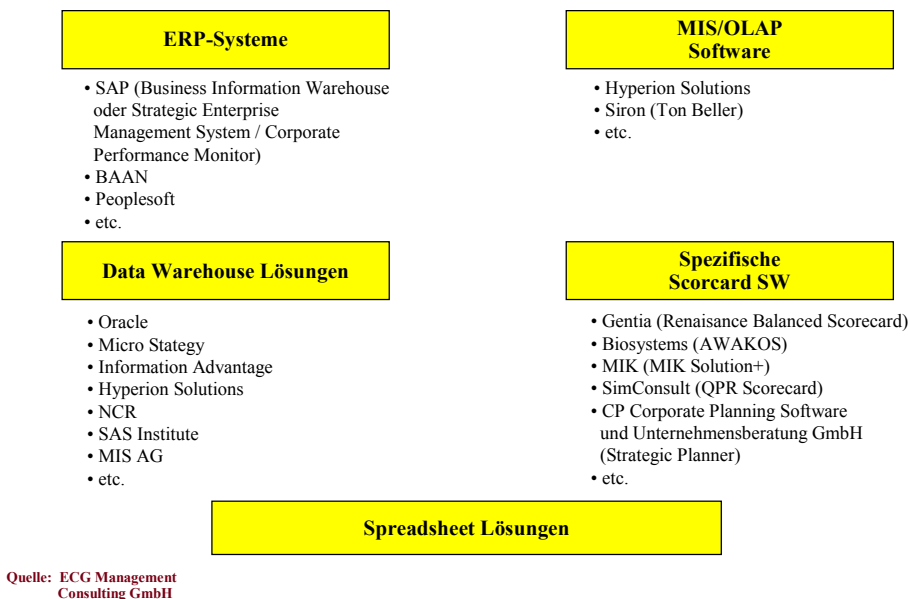 ERP-Systeme
• SAP (Business Information Warehouse
oder Strategic Enterprise
Management System / Corporate
Performance Monitor)
• BAAN
• Peoplesoft
• etc.
MIS/OLAP
Software
• Hyperion Solutions
• Siron (Ton Beller)
• etc.
Data Warehouse Lösungen
• Oracle
• Micro Stategy
• Information Advantage
• Hyperion Solutions
• NCR
• SAS Institute
• MIS AG
• etc.
Spezifische
Scorcard SW
• Gentia (Renaisance Balanced Scorecard)
• Biosystems (AWAKOS)
• MIK (MIK Solution+)
• SimConsult (QPR Scorecard)
• CP Corporate Planning Software
und Unternehmensberatung GmbH
(Strategic Planner)
• etc.
Spreadsheet Lösungen
Quelle: ECG Management
Consulting GmbH